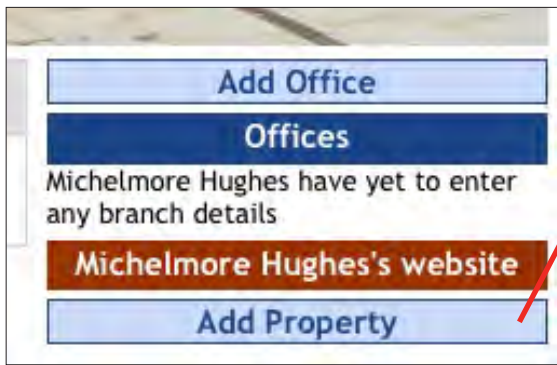 Add Office
Offices
Michelmore Hughes have yet to enter
any branch details
Michelmore Hughes's website
Add Property